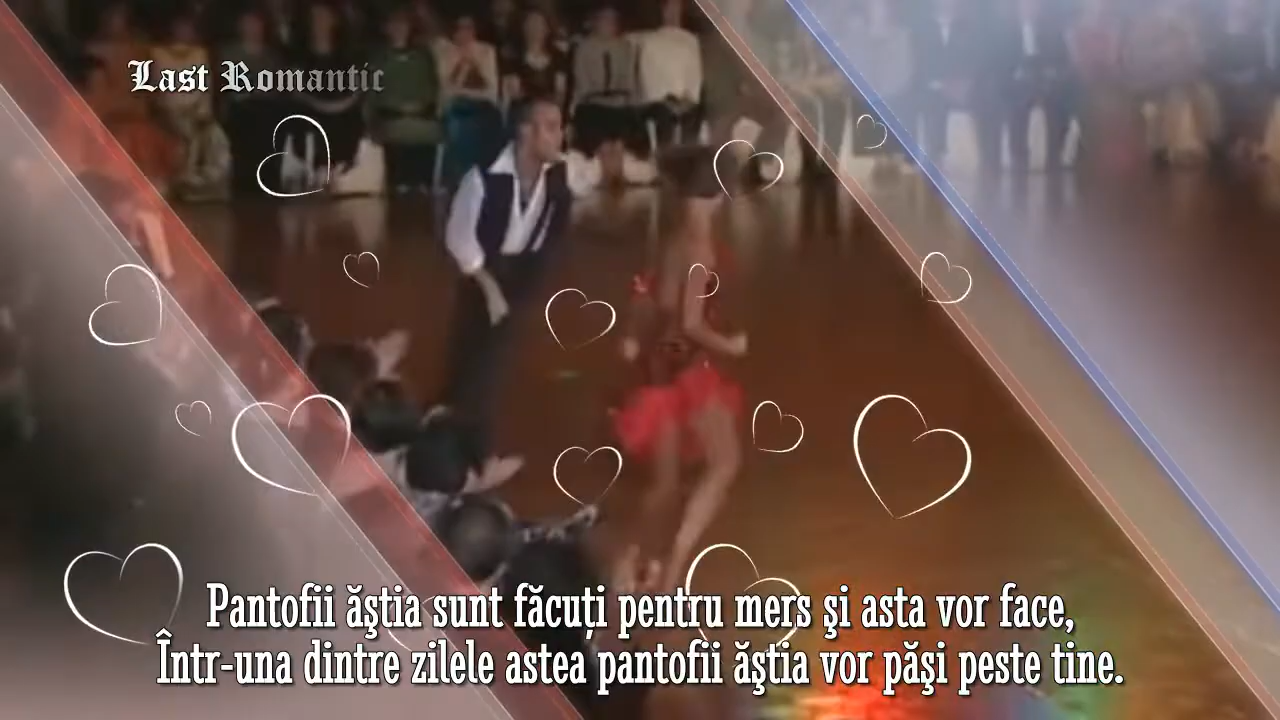 Last Romantic
Pantofii ăştia sunt făcuţi pentru mers şi asta vor face,
Într-una dintre zilele astea pantofii ăştia vor păşi peste tine.